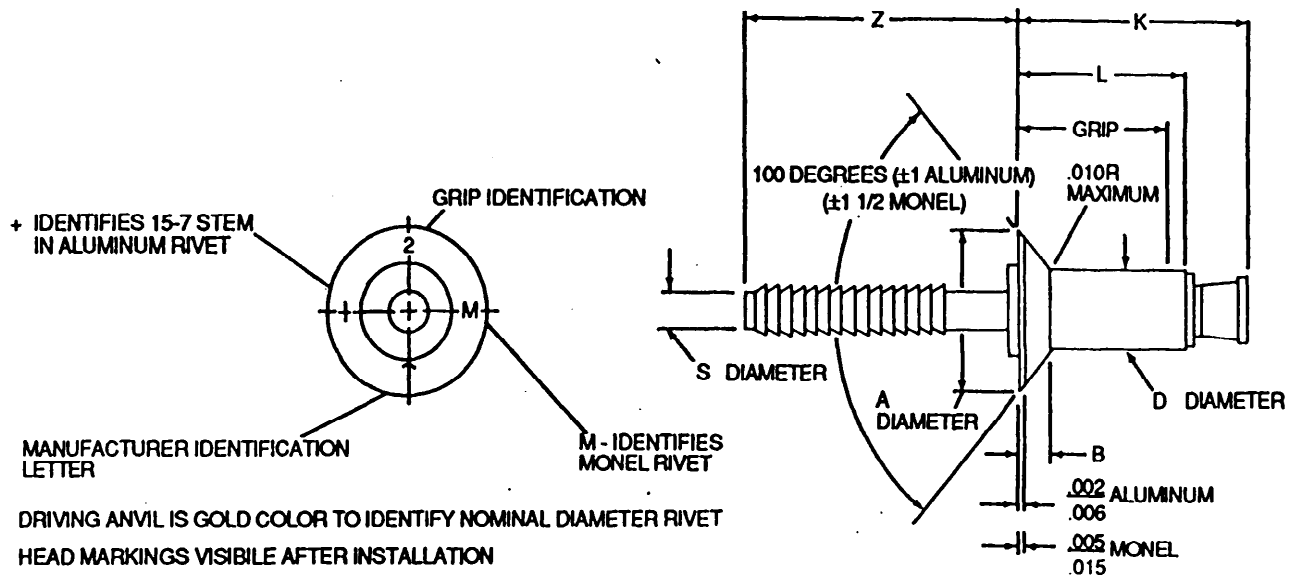 Z
K
L
GRIP
100 DEGREES (±1 ALUMINUM)
(±1 1/2 MONEL)
.010R
MAXIMUM
GRIP IDENTIFICATION
+ IDENTIFIES 15-7 STEM
IN ALUMINUM RIVET
2
+
M
S DIAMETER
A
DIAMETER
D DIAMETER
B
MANUFACTURER IDENTIFICATION
LETTER
M - IDENTIFIES
MONEL RIVET
.002
.006
ALUMINUM
.005
.015
MONEL
DRIVING ANVIL IS GOLD COLOR TO IDENTIFY NOMINAL DIAMETER RIVET
HEAD MARKINGS VISIBILE AFTER INSTALLATION